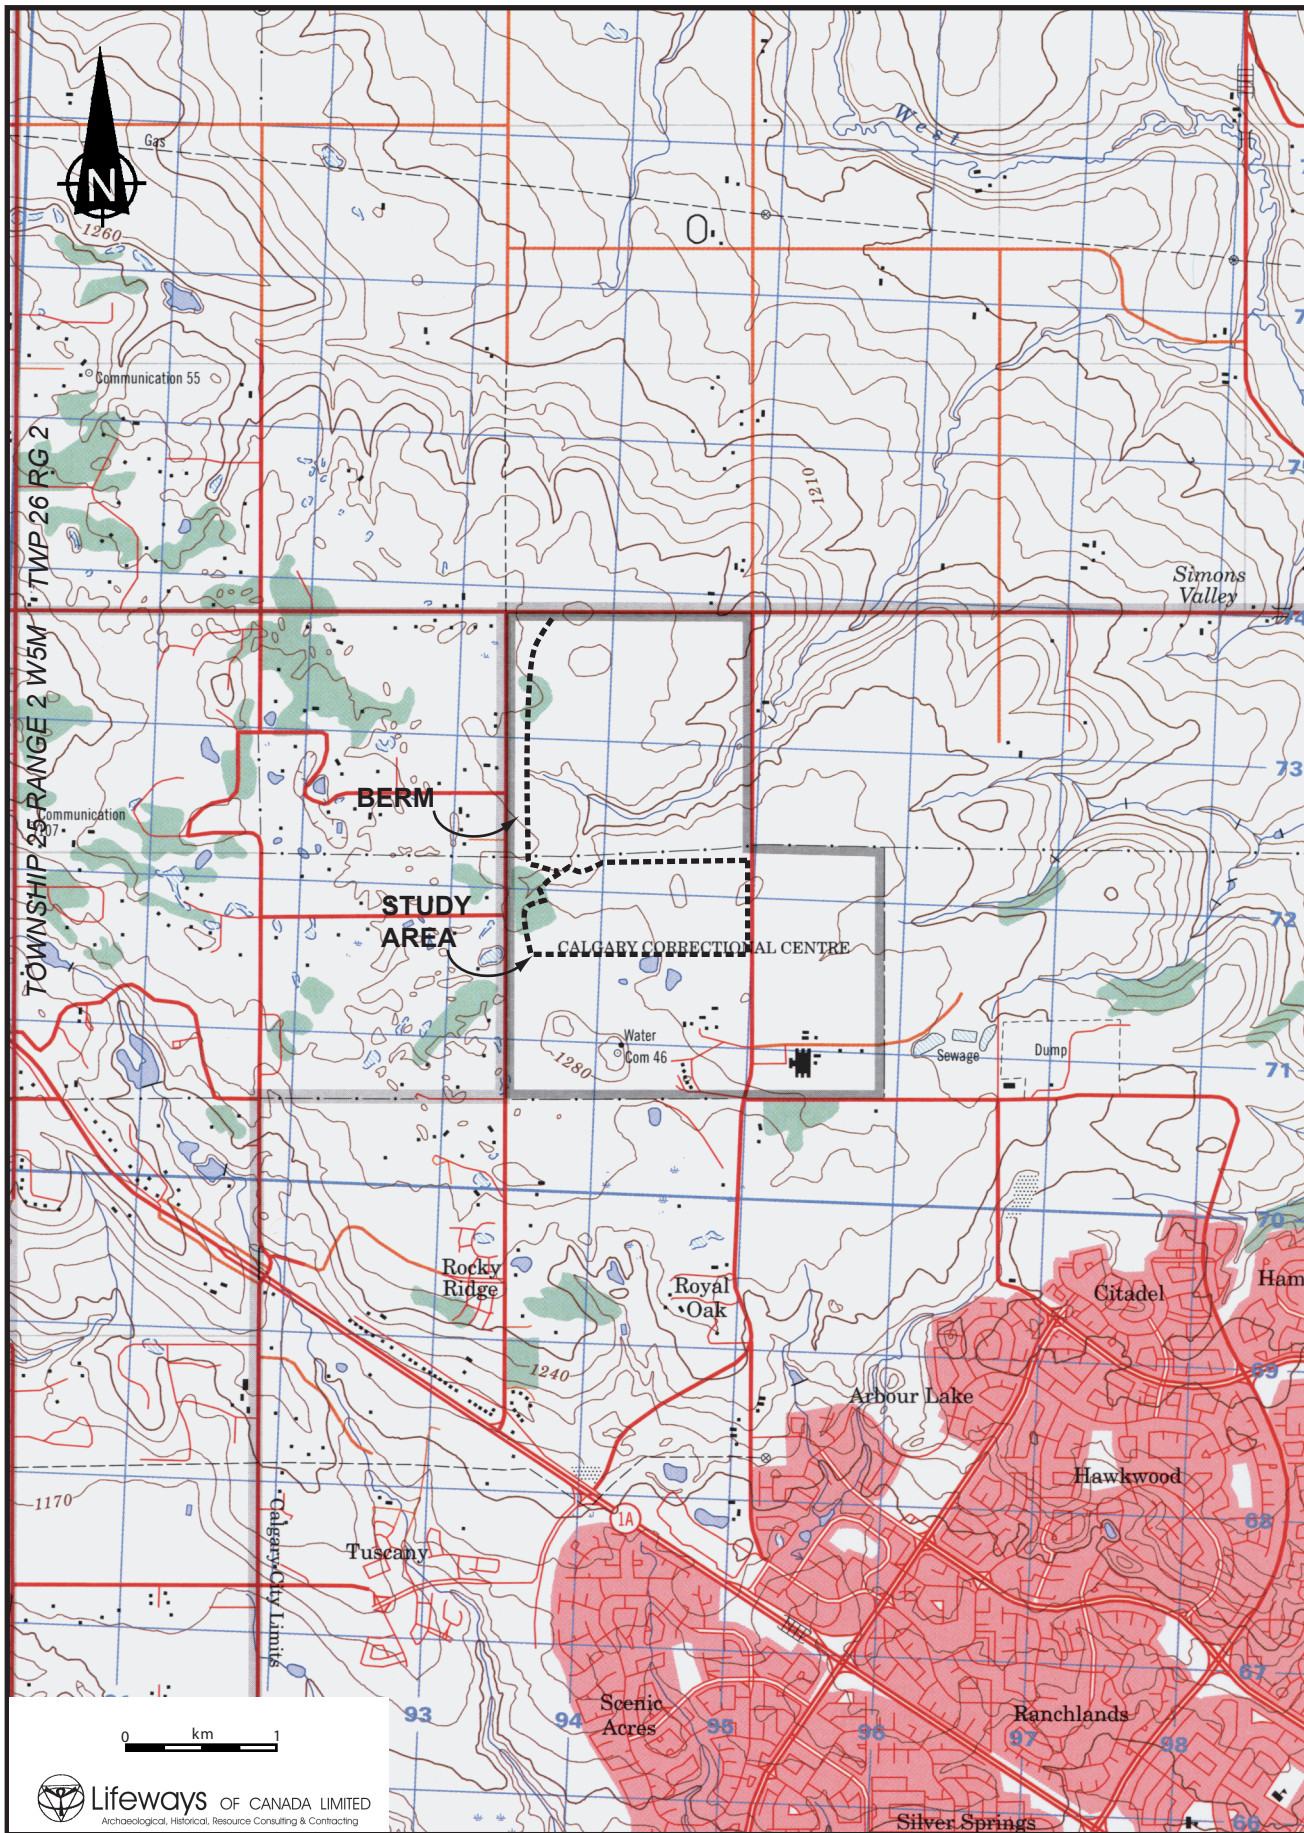 N
Gas
West
7
1260
Communication 55
TOWNSHIP 25 RANGE 2 W5M
TWP 26 RG 2
1210
Simons
Valley
74
73
BERM
Communication
107
STUDY
AREA
72
CALGARY CORRECTIONAL CENTRE
Water
Com 46
1280
Sewage
Dump
71
70
Rocky
Ridge
Royal
Oak
Citadel
Ham
1240
69
Arbour Lake
Hawkwood
1170
1A
68
Calgary City Limits
Tuscany
67
Scenic
Acres
Ranchlands
93
94
95
96
97
98
Silver Springs
66
0 km 1
Lifeways OF CANADA LIMITED
Archaeological, Historical, Resource Consulting & Contracting